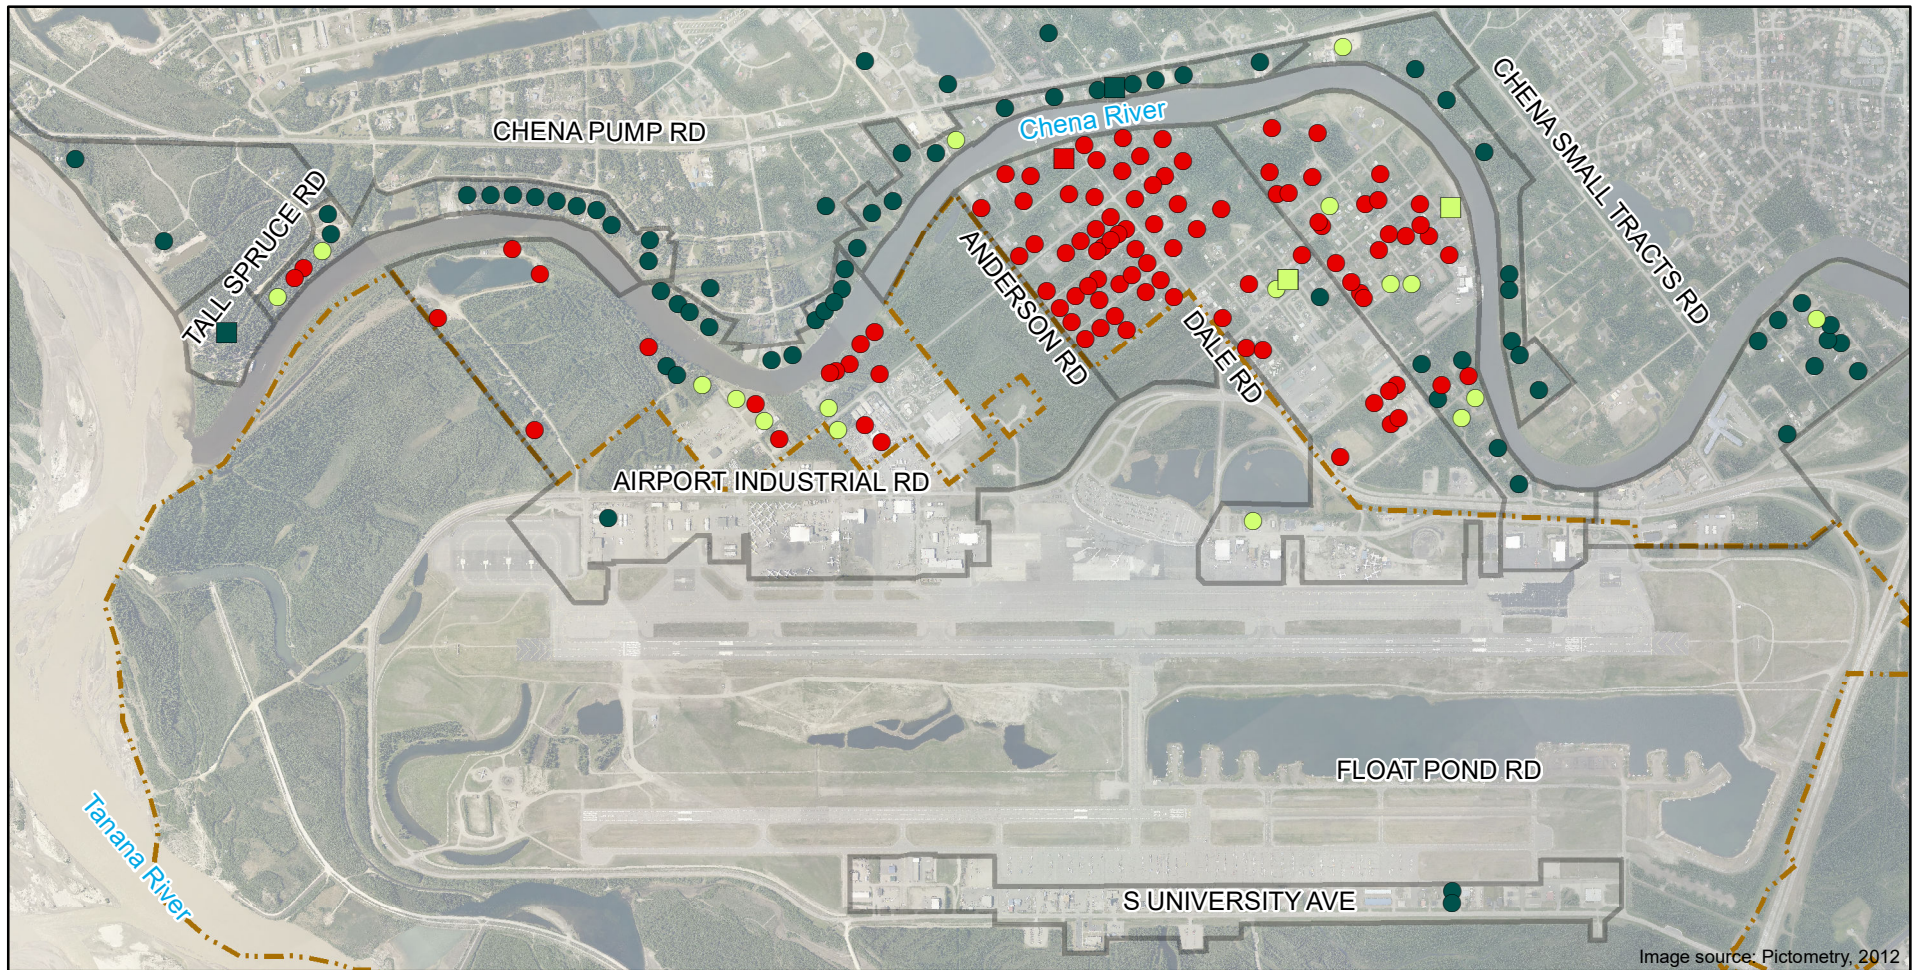 CHENA SMALL TRACTS RD
Chena River
CHENA PUMP RD
TALL SPRUCE RD
ANDERSON RD
DALE RD
AIRPORT INDUSTRIAL RD
FLOAT POND RD
Tanana River
S UNIVERSITY AVE
Image source: Pictometry, 2012